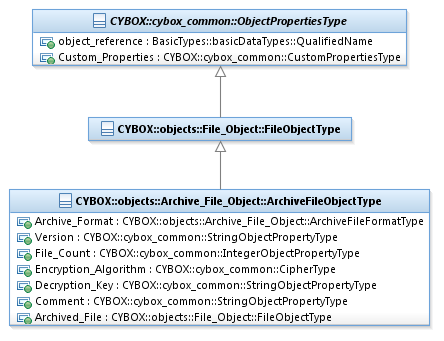 CYBOX::cybox_common::ObjectPropertiesType
object_reference : BasicTypes::basicDataTypes::QualifiedName
Custom_Properties : CYBOX::cybox_common::CustomPropertiesType
CYBOX::objects::File_Object::FileObjectType
CYBOX::objects::Archive_File_Object::ArchiveFileObjectType
Archive_Format : CYBOX::objects::Archive_File_Object::ArchiveFileFormatType
Version : CYBOX::cybox_common::StringObjectPropertyType
File_Count : CYBOX::cybox_common::IntegerObjectPropertyType
Encryption_Algorithm : CYBOX::cybox_common::CipherType
Decryption_Key : CYBOX::cybox_common::StringObjectPropertyType
Comment : CYBOX::cybox_common::StringObjectPropertyType
Archived_File : CYBOX::objects::File_Object::FileObjectType